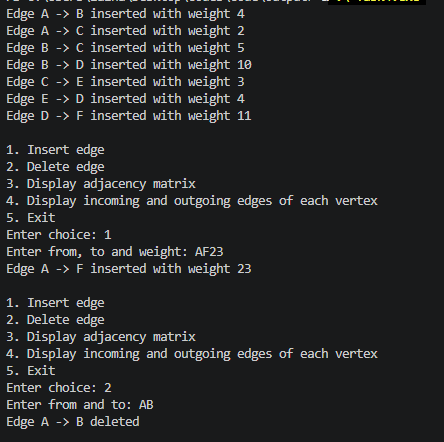 Edge A -> B inserted with weight 4
Edge A -> C inserted with weight 2
Edge B -> C inserted with weight 5
Edge B -> D inserted with weight 10
Edge C -> E inserted with weight 3
Edge E -> D inserted with weight 4
Edge D -> F inserted with weight 11
1. Insert edge
2. Delete edge
3. Display adjacency matrix
4. Display incoming and outgoing edges of each vertex
5. Exit
Enter choice: 1
Enter from, to and weight: AF23
Edge A -> F inserted with weight 23
1. Insert edge
2. Delete edge
3. Display adjacency matrix
4. Display incoming and outgoing edges of each vertex
5. Exit
Enter choice: 2
Enter from and to: AB
Edge A -> B deleted